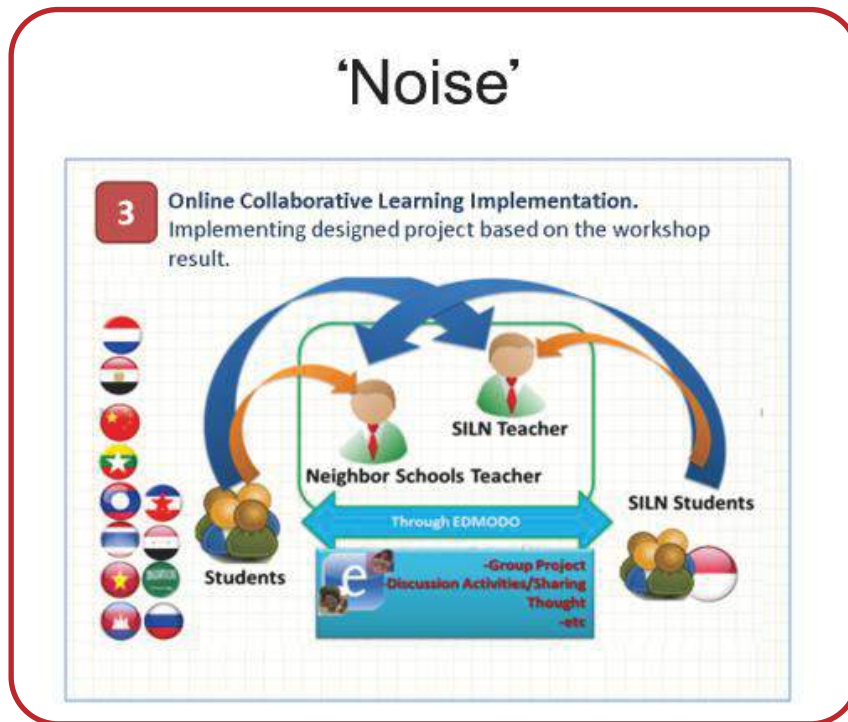 ‘Noise’
3
Online Collaborative Learning Implementation.
Implementing designed project based on the workshop
result.
SILN Teacher
Neighbor Schools Teacher
SILN Students
Through EDMODO
Students
e
-Group Project
-Discussion Activities/Sharing
Thought
-etc